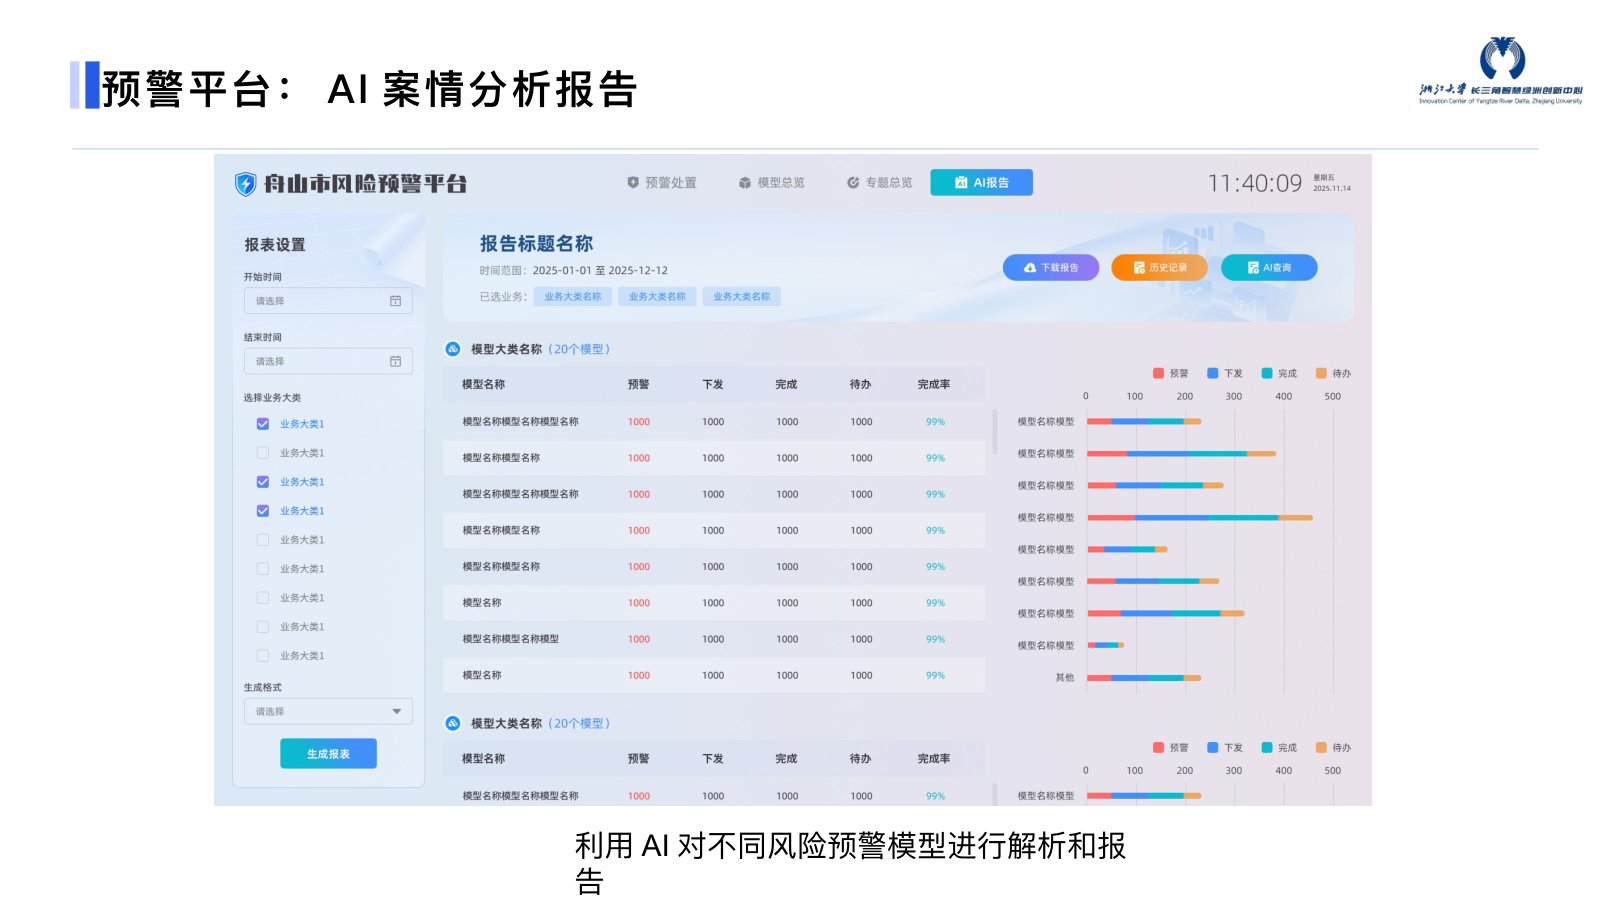 预警平台： AI 案情分析报告
浙江大学 长三角智慧绿洲创新中心
Innovation Center of Yangtze River Delta, Zhejiang University
舟山市风险预警平台
预警处置 模型总览 专题总览 AI报告
11:40:09 星期五
2025.11.14
报表设置
开始时间
请选择
结束时间
请选择
选择业务大类
业务大类1
业务大类1
业务大类1
业务大类1
业务大类1
业务大类1
业务大类1
业务大类1
业务大类1
生成格式
请选择
生成报表
报告标题名称
时间范围： 2025-01-01 至 2025-12-12
已选业务： 业务大类名称 业务大类名称 业务大类名称
下载报告 历史记录 AI查询
模型大类名称（20个模型）
模型名称 预警 下发 完成 待办 完成率
模型名称模型名称模型名称 1000 1000 1000 1000 99%
模型名称模型名称 1000 1000 1000 1000 99%
模型名称模型名称模型名称 1000 1000 1000 1000 99%
模型名称模型名称 1000 1000 1000 1000 99%
模型名称模型名称 1000 1000 1000 1000 99%
模型名称 1000 1000 1000 1000 99%
模型名称模型名称模型 1000 1000 1000 1000 99%
模型名称 1000 1000 1000 1000 99%
预警 下发 完成 待办
0 100 200 300 400 500
模型名称模型
模型名称模型
模型名称模型
模型名称模型
模型名称模型
模型名称模型
模型名称模型
模型名称模型
其他
模型大类名称（20个模型）
模型名称 预警 下发 完成 待办 完成率
模型名称模型名称模型名称 1000 1000 1000 1000 99%
预警 下发 完成 待办
0 100 200 300 400 500
模型名称模型
利用 AI 对不同风险预警模型进行解析和报
告